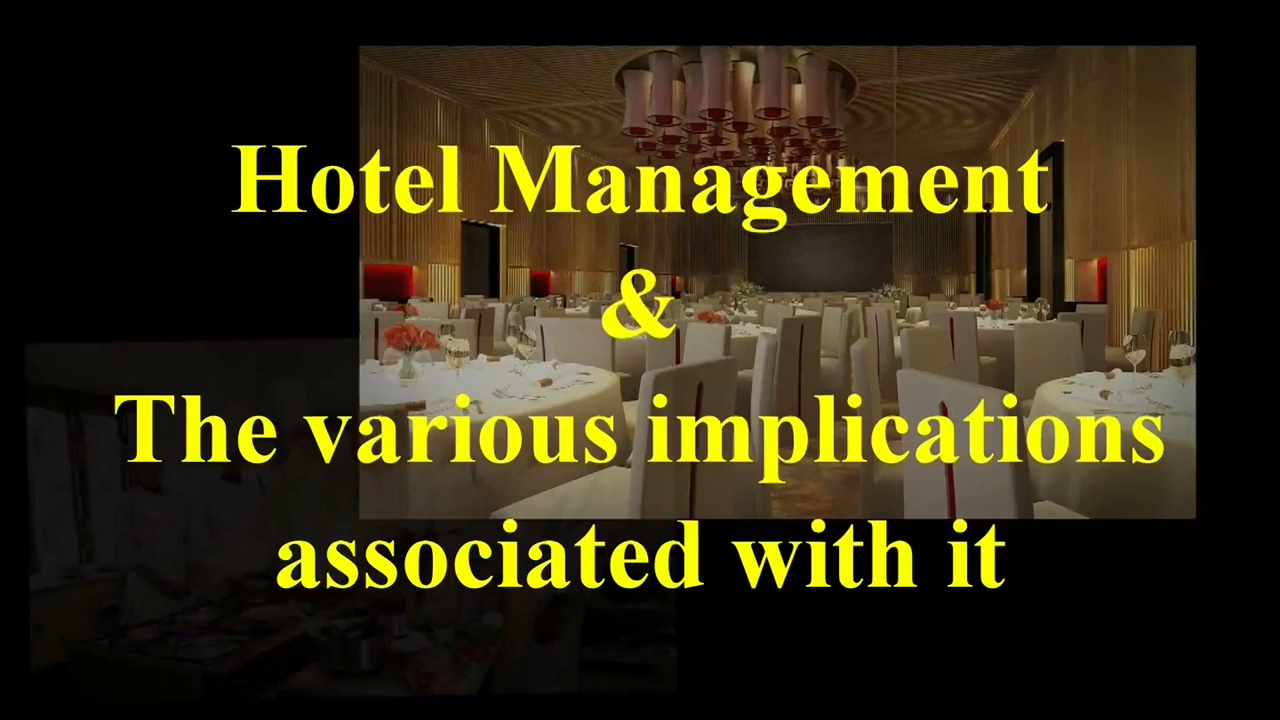 Hotel Management
&
The various implications
associated with it